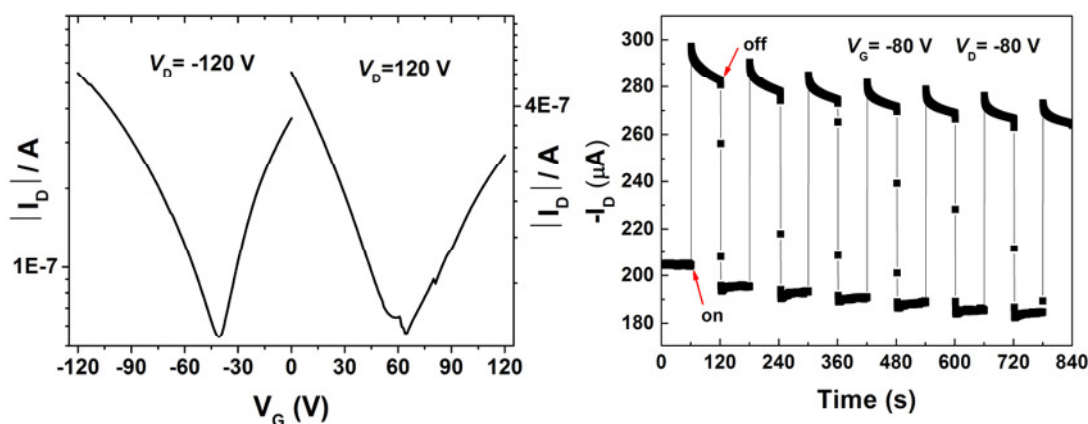 V_D= -120 V
V_D=120 V
|I_D| / A
1E-7
-120 -90 -60 -30 0 30 60 90 120
V_G (V)
4E-7
|I_D| / A
-I_D (μA)
300
280
260
240
220
200
180
off
V_G = -80 V V_D= -80 V
on
0 120 240 360 480 600 720 840
Time (s)